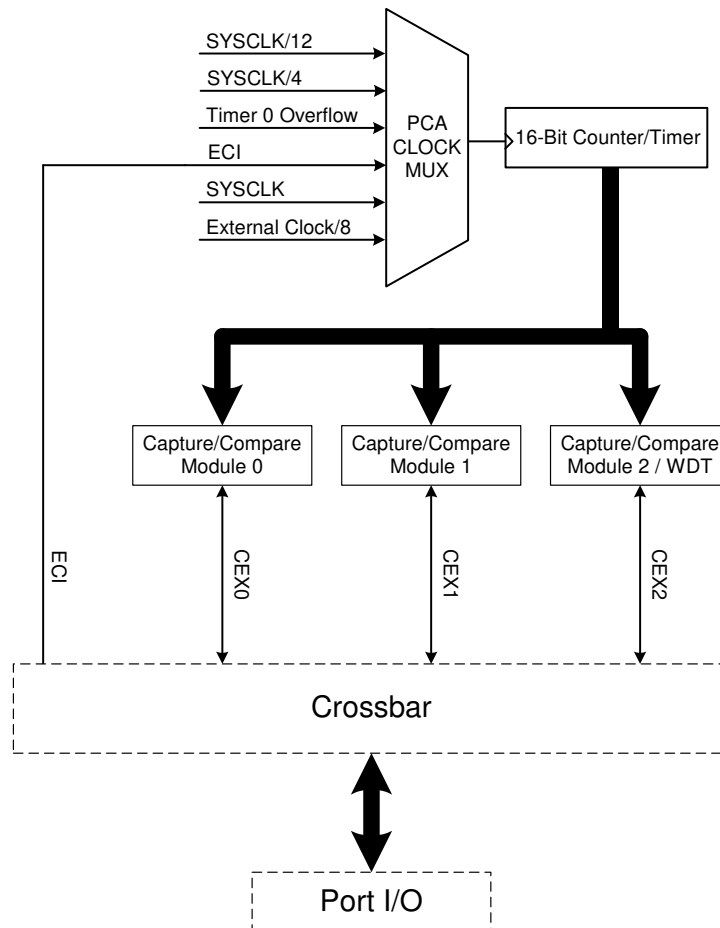 SYSCLK/12
SYSCLK/4
Timer 0 Overflow
ECI
SYSCLK
External Clock/8
PCA
CLOCK
MUX
16-Bit Counter/Timer
Capture/Compare
Module 0
Capture/Compare
Module 1
Capture/Compare
Module 2 / WDT
ECI
CEX0
CEX1
CEX2
Crossbar
Port I/O